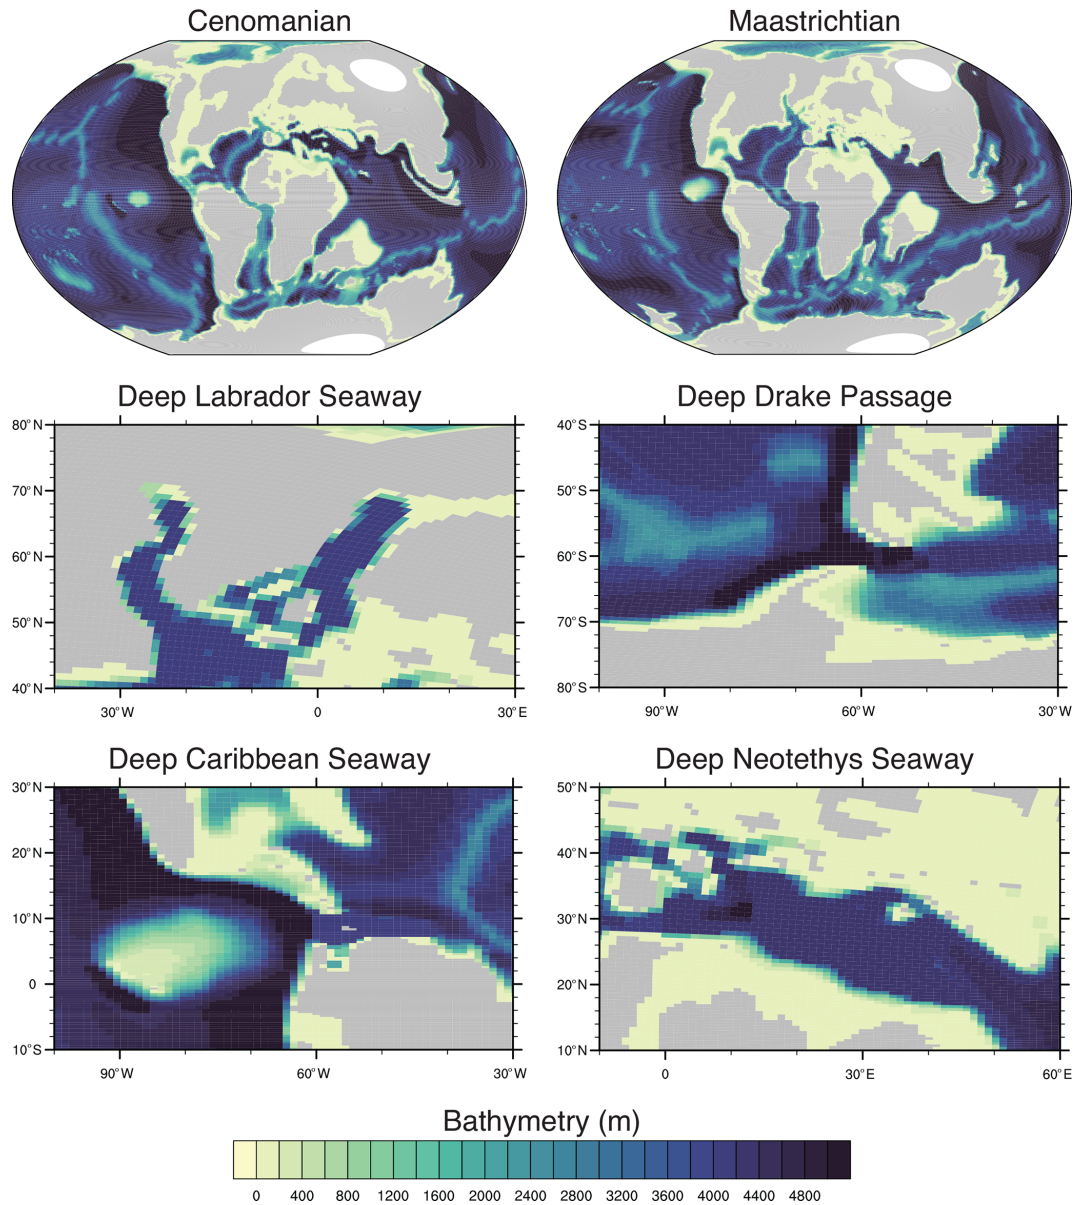 Cenomanian
Maastrichtian
Deep Labrador Seaway
80°N
70°N
60°N
50°N
40°N
30°W 0 30°E
Deep Drake Passage
40°S
50°S
60°S
70°S
80°S
90°W 60°W 30°W
Deep Caribbean Seaway
30°N
20°N
10°N
0
10°S
90°W 60°W 30°W
Deep Neotethys Seaway
50°N
40°N
30°N
20°N
10°N
0 30°E 60°E
Bathymetry (m)
0 400 800 1200 1600 2000 2400 2800 3200 3600 4000 4400 4800